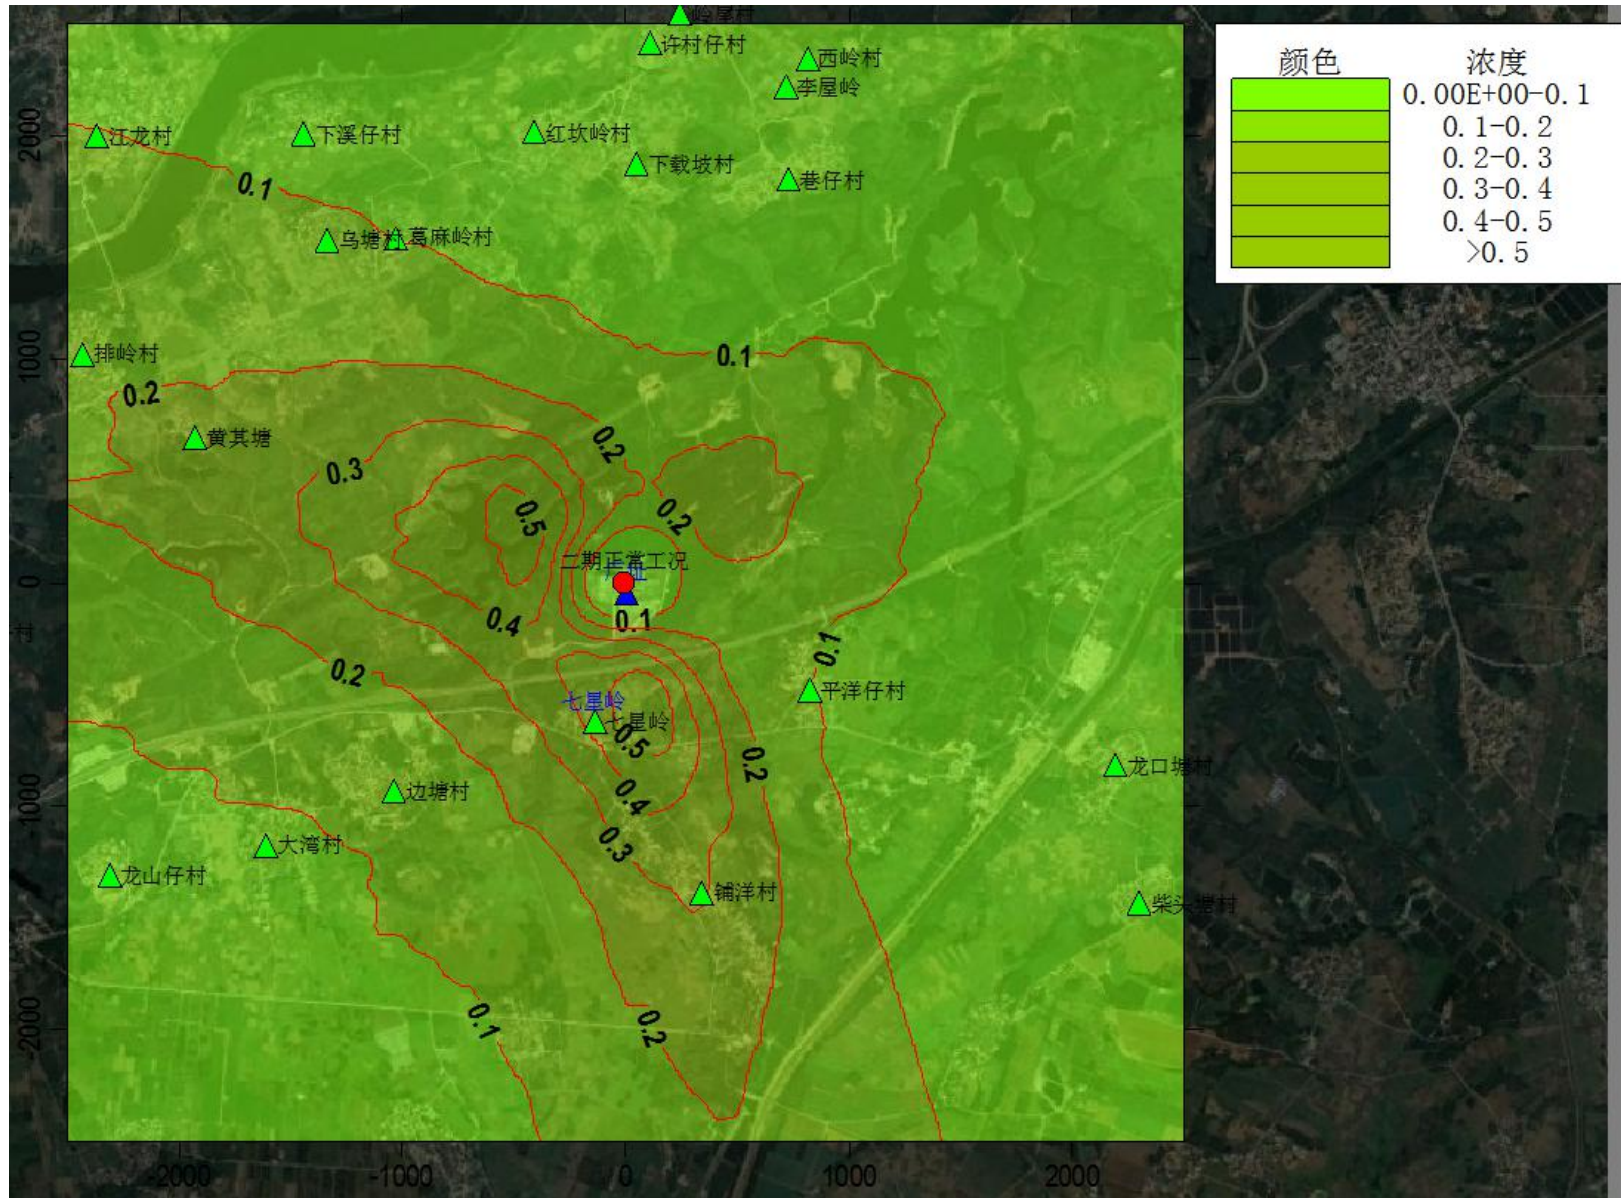 许村仔村
西岭村
李屋岭
江龙村
下溪仔村
红坎岭村
下载坡村
巷仔村
0.1
乌塘村
葛麻岭村
排岭村
0.1
0.2
黄其塘
0.2
0.3
0.5
0.2
二期正常工况
0.4
0.1
0.2
0.1
平洋仔村
七星岭
七星岭
0.5
0.2
龙口塘村
边塘村
0.4
大湾村
0.3
龙山仔村
铺洋村
柴头塘村
0.1
0.2
2000
1000
0
村
-1000
-2000
-2000
-1000
0
1000
2000
颜色 浓度
0.00E+00-0.1
0.1-0.2
0.2-0.3
0.3-0.4
0.4-0.5
>0.5